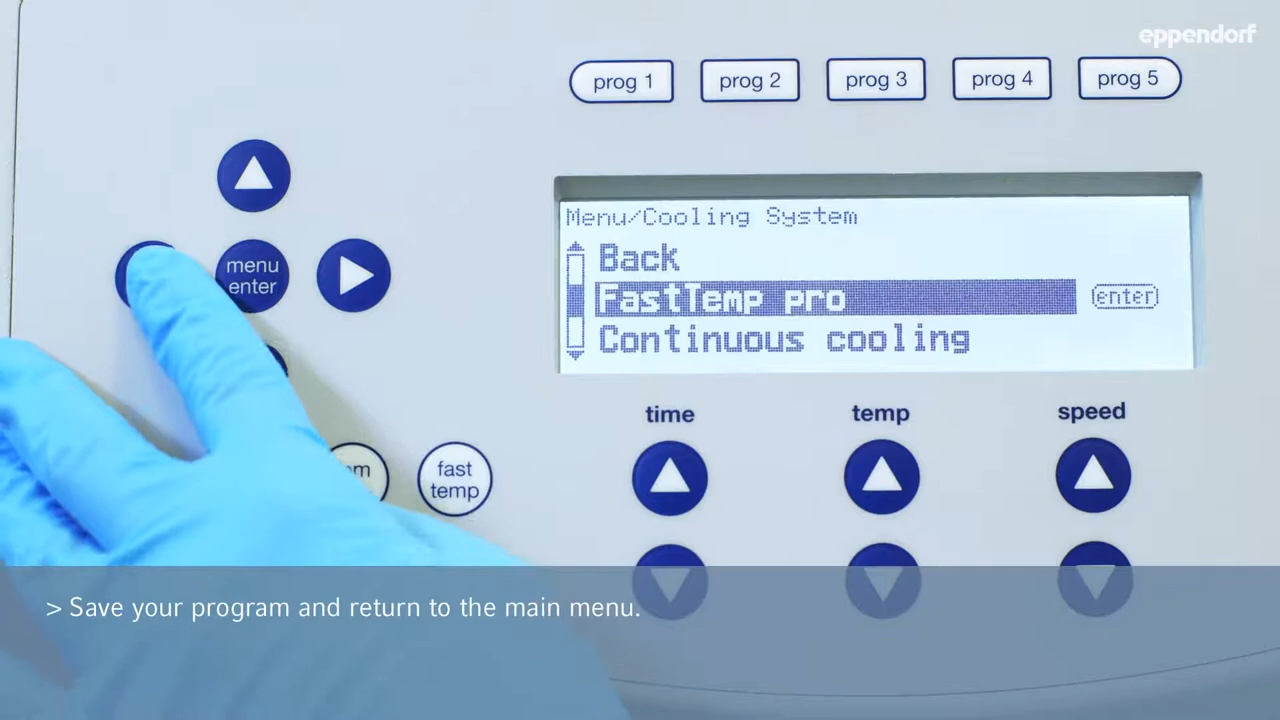 eppendorf
prog 1
prog 2
prog 3
prog 4
prog 5
Menu/Cooling System
Back
FastTemp pro
enter
Continuous cooling
menu
enter
time
temp
speed
fast
temp
> Save your program and return to the main menu.